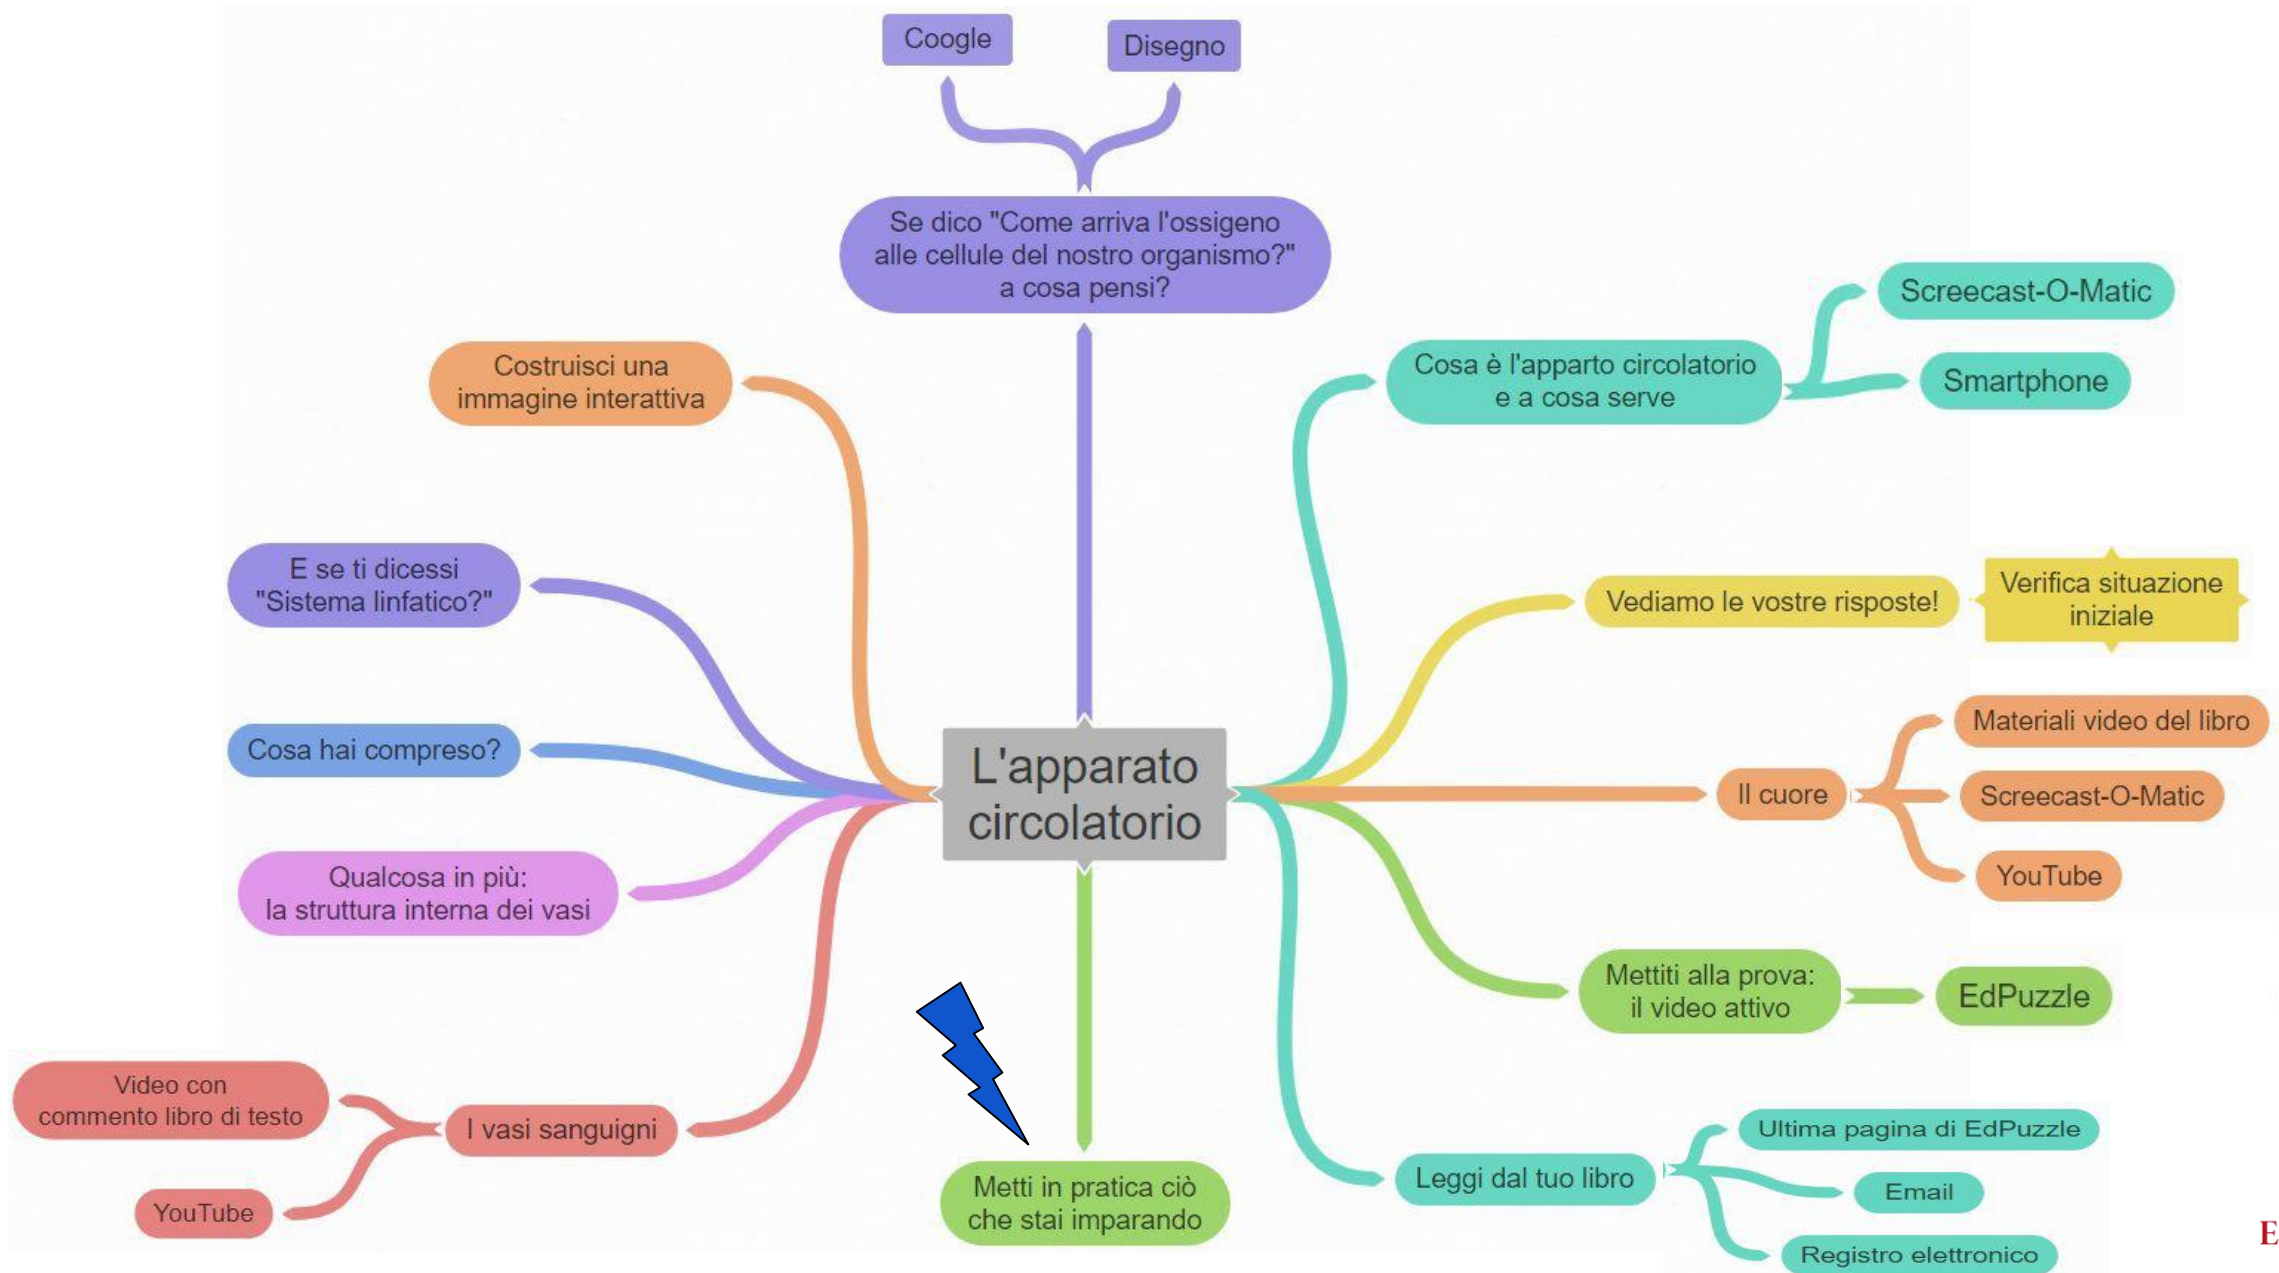 Coogle
Disegno
Se dico "Come arriva l'ossigeno
alle cellule del nostro organismo?"
a cosa pensi?
Cosa è l'apparto circolatorio
e a cosa serve
Screecast-O-Matic
Smartphone
Vediamo le vostre risposte!
Verifica situazione
iniziale
Il cuore
Materiali video del libro
Screecast-O-Matic
YouTube
Mettiti alla prova:
il video attivo
EdPuzzle
Leggi dal tuo libro
Ultima pagina di EdPuzzle
Email
Registro elettronico
L'apparato
circolatorio
Metti in pratica ciò
che stai imparando
I vasi sanguigni
Video con
commento libro di testo
YouTube
Qualcosa in più:
la struttura interna dei vasi
Cosa hai compreso?
E se ti dicessi
"Sistema linfatico?"
Costruisci una
immagine interattiva
E